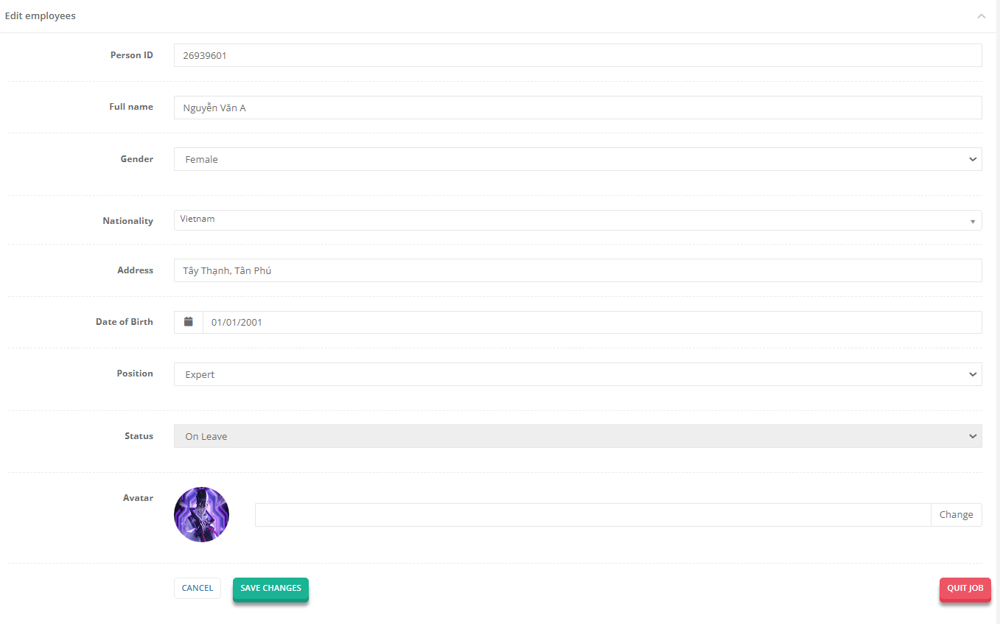 Edit employees
Person ID 26939601
Full name Nguyễn Văn A
Gender Female
Nationality Vietnam
Address Tây Thạnh, Tân Phú
Date of Birth 01/01/2001
Position Expert
Status On Leave
Avatar
Change
CANCEL SAVE CHANGES QUIT JOB